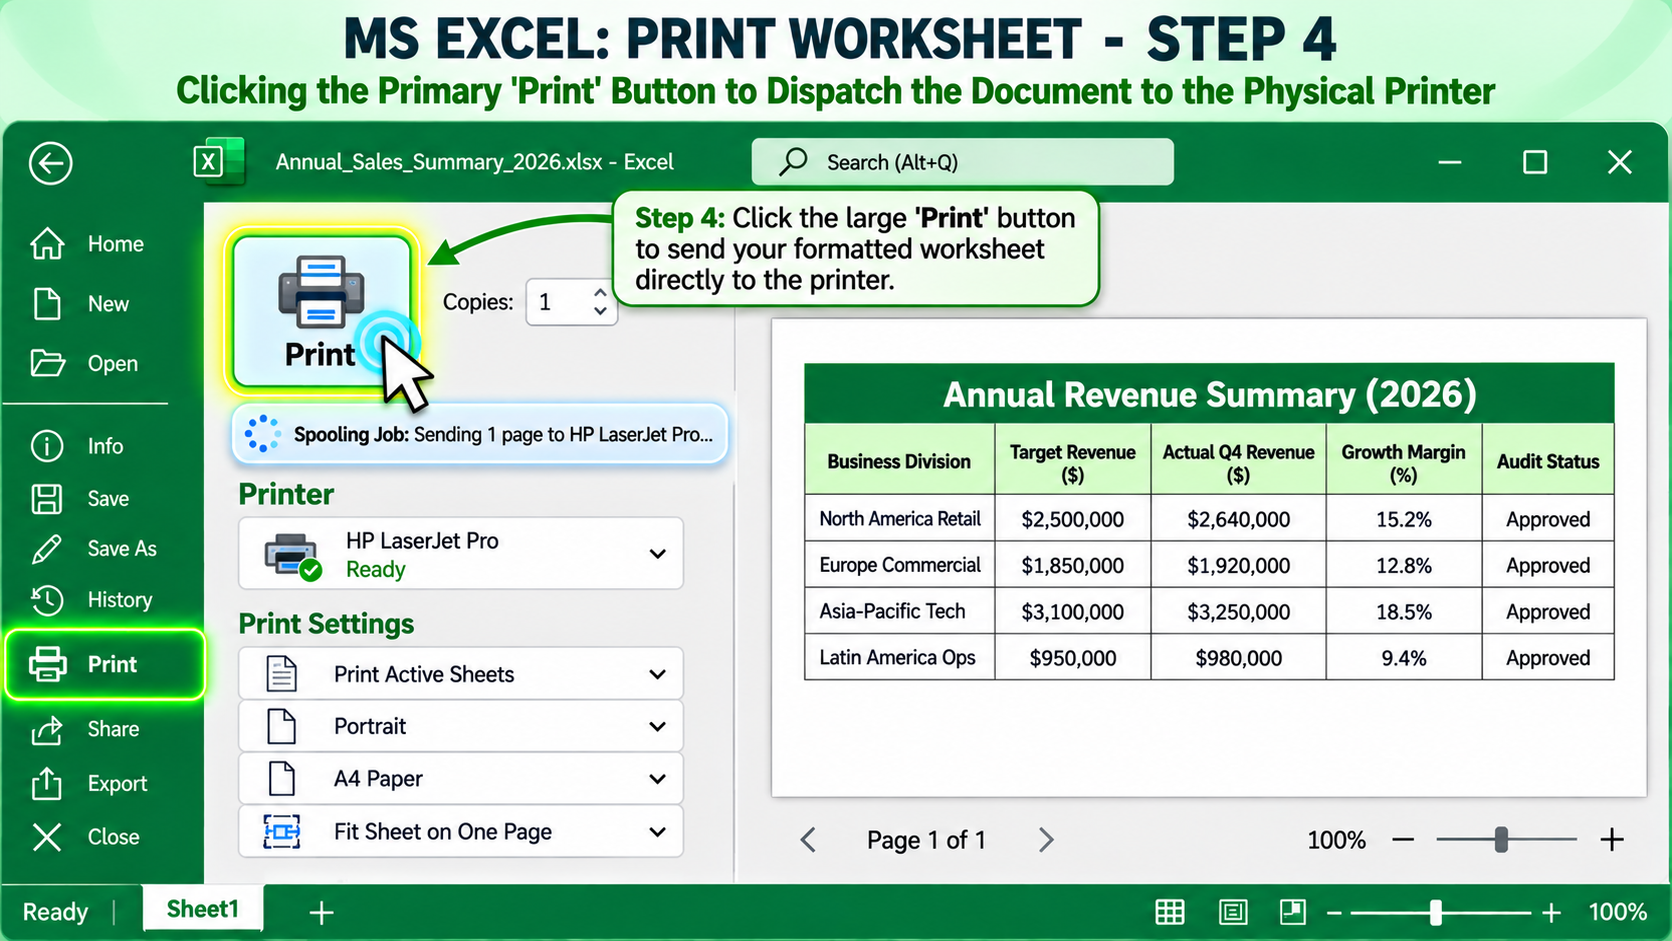 MS EXCEL: PRINT WORKSHEET - STEP 4
Clicking the Primary 'Print' Button to Dispatch the Document to the Physical Printer
X
Annual_Sales_Summary_2026.xlsx - Excel
Search (Alt+Q)
Home
New
Open
Info
Save
Save As
History
Print
Share
Export
Close
Print
Copies: 1
Step 4: Click the large 'Print' button
to send your formatted worksheet
directly to the printer.
Spooling Job: Sending 1 page to HP LaserJet Pro...
Printer
HP LaserJet Pro
Ready
Print Settings
Print Active Sheets
Portrait
A4 Paper
Fit Sheet on One Page
Annual Revenue Summary (2026)
Business Division Target Revenue ($) Actual Q4 Revenue ($) Growth Margin (%) Audit Status
North America Retail $2,500,000 $2,640,000 15.2% Approved
Europe Commercial $1,850,000 $1,920,000 12.8% Approved
Asia-Pacific Tech $3,100,000 $3,250,000 18.5% Approved
Latin America Ops $950,000 $980,000 9.4% Approved
Page 1 of 1
100%
Ready
Sheet1
100%